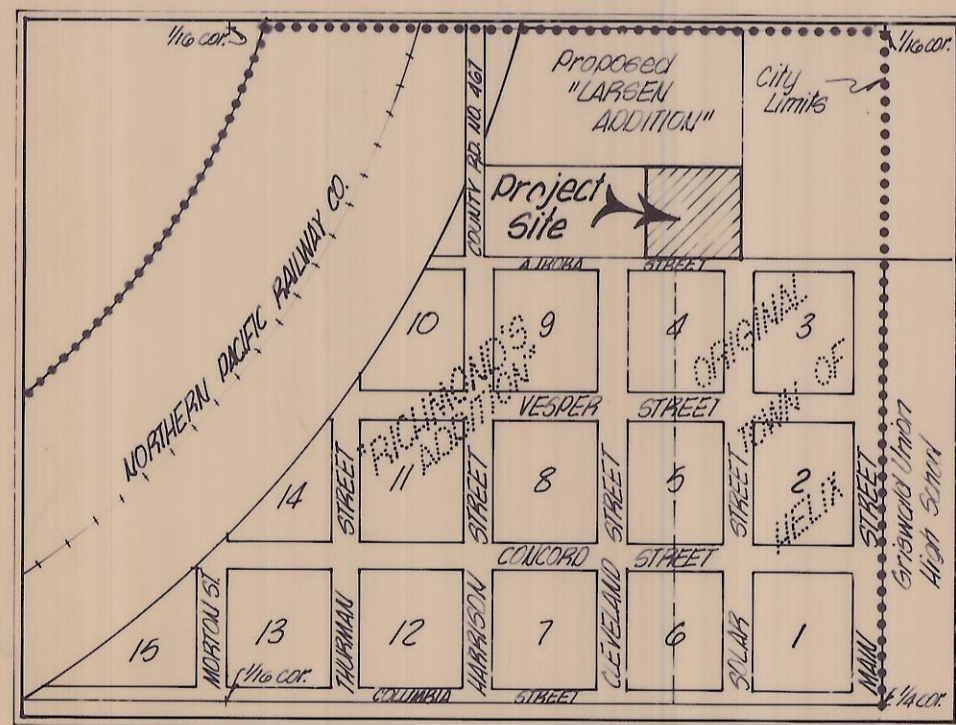 1/16 cor.
1/16 cor.
Proposed
"LARSEN
ADDITION"
City
Limits
COUNTY RD. NO. 467
Project
Site
NORTHERN PACIFIC RAILWAY CO.
AURORA STREET
10
9
4
3
"RICHMOND'S
ADDITION"
ORIGINAL
TOWN OF
HELIX
VESPER STREET
14
11
8
5
2
THURMAN STREET
HARRISON STREET
CLEVELAND STREET
SOLAR STREET
MAIN STREET
Griswold Union
High School
CONCORD STREET
MORTON ST.
15
13
12
7
6
1
1/16 cor.
COLUMBIA STREET
E 1/4 cor.